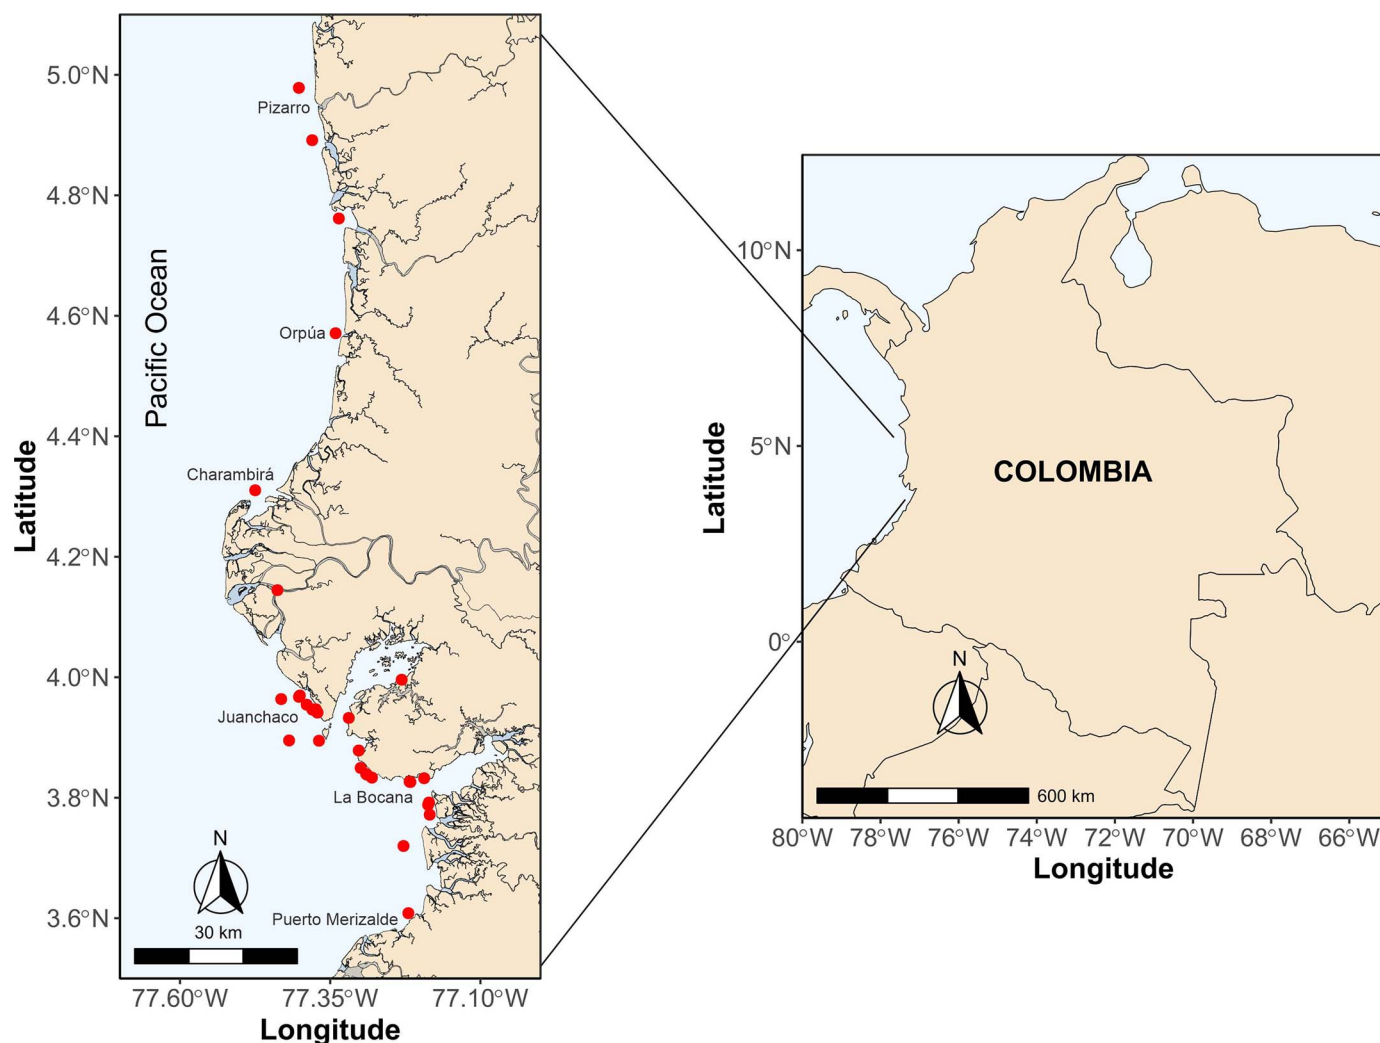 5.0°N
4.8°N
4.6°N
4.4°N
4.2°N
4.0°N
3.8°N
3.6°N
Latitude
Pacific Ocean
Pizarro
Orpúa
Charambirá
Juanchaco
La Bocana
Puerto Merizalde
N
30 km
77.60°W
77.35°W
77.10°W
Longitude
10°N
5°N
0°
Latitude
COLOMBIA
N
600 km
80°W
78°W
76°W
74°W
72°W
70°W
68°W
66°W
Longitude